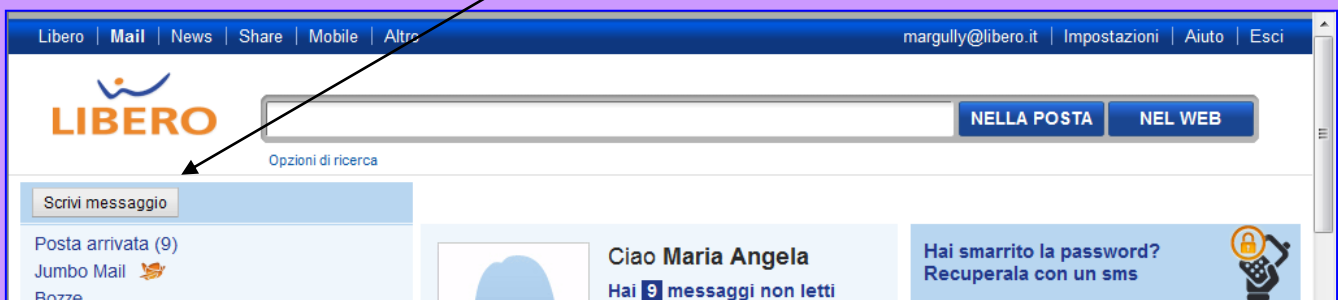 Libero | Mail | News | Share | Mobile | Altro
margully@libero.it | Impostazioni | Aiuto | Esci
LIBERO
NELLA POSTA
NEL WEB
Opzioni di ricerca
Scrivi messaggio
Posta arrivata (9)
Jumbo Mail
Bozze
Ciao Maria Angela
Hai 9 messaggi non letti
Hai smarrito la password?
Recuperala con un sms